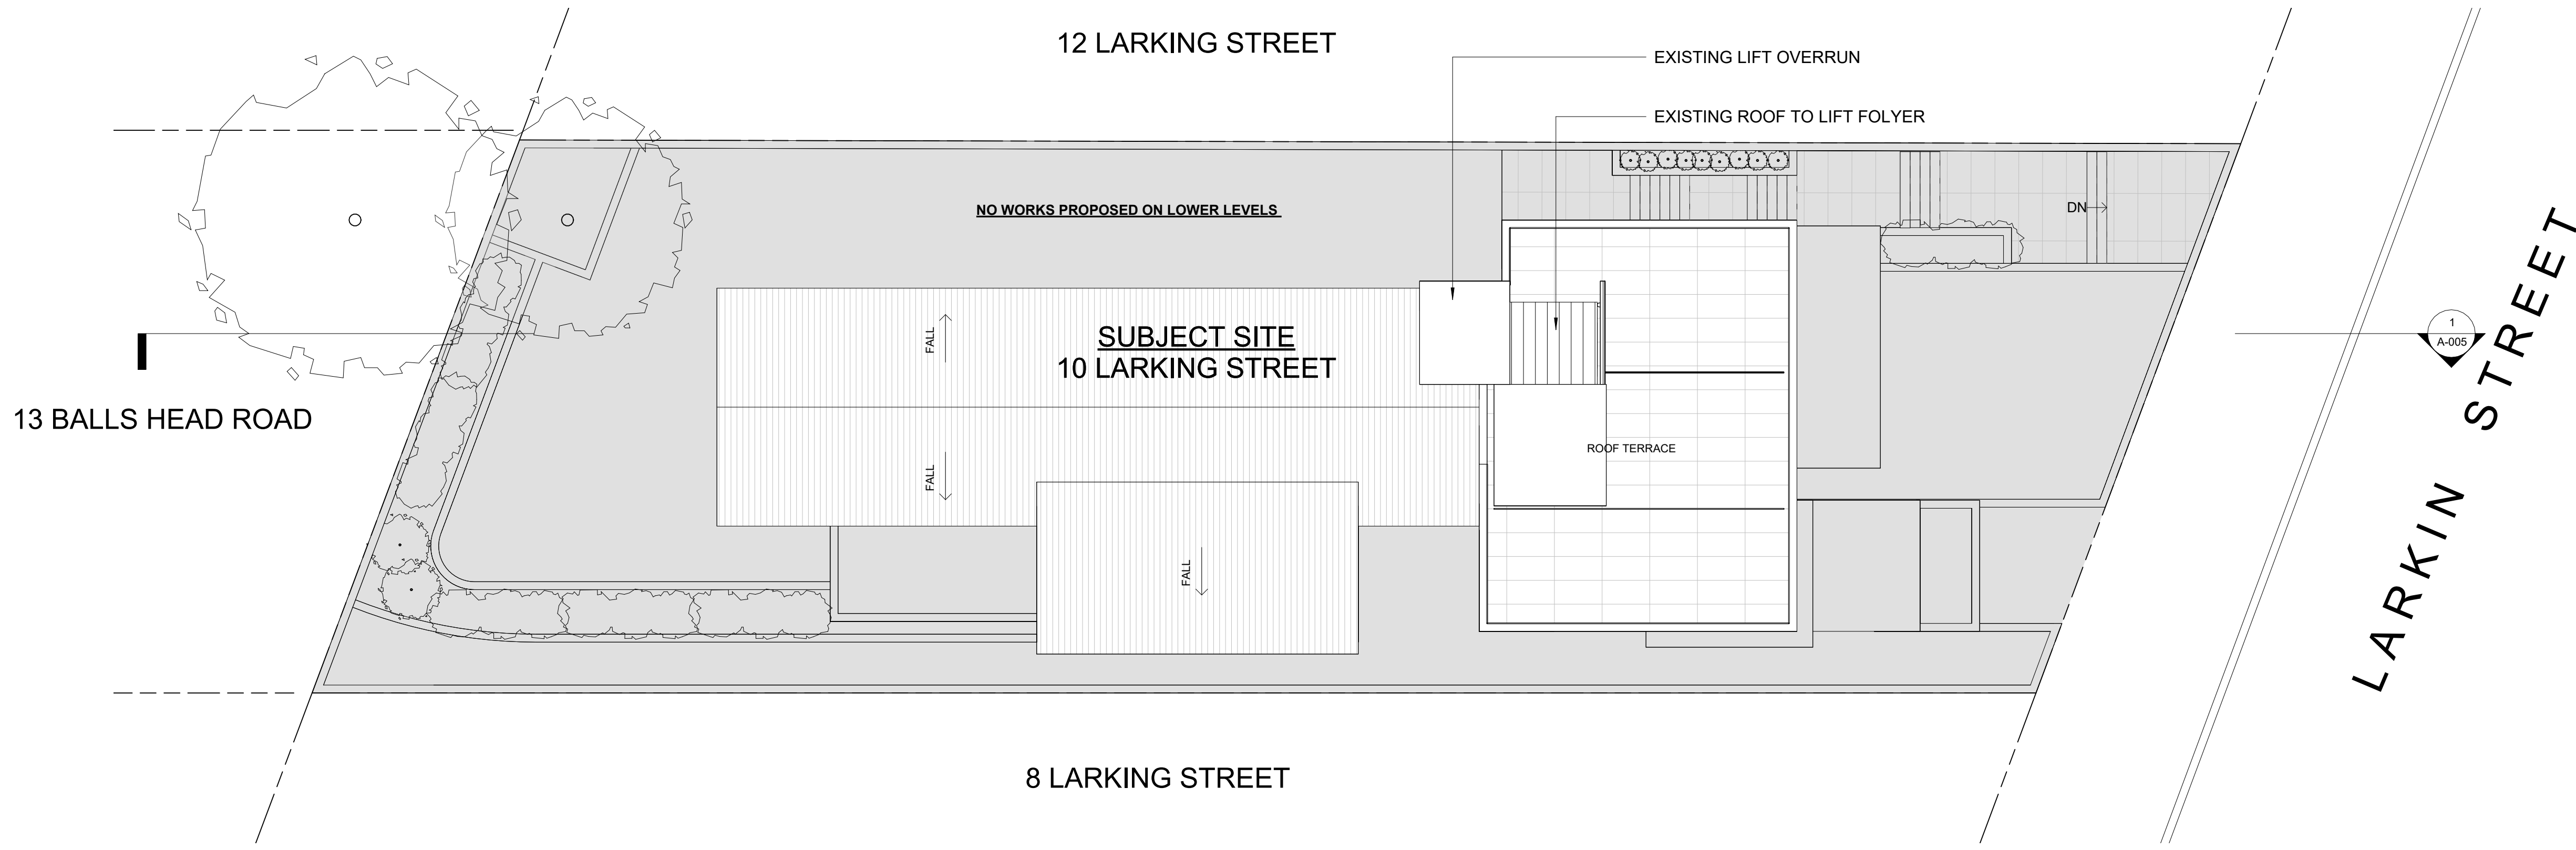 12 LARKING STREET
EXISTING LIFT OVERRUN
EXISTING ROOF TO LIFT FOLYER
NO WORKS PROPOSED ON LOWER LEVELS
DN
FALL
SUBJECT SITE
10 LARKING STREET
1
A-005
13 BALLS HEAD ROAD
ROOF TERRACE
FALL
FALL
LARKIN STREET
8 LARKING STREET